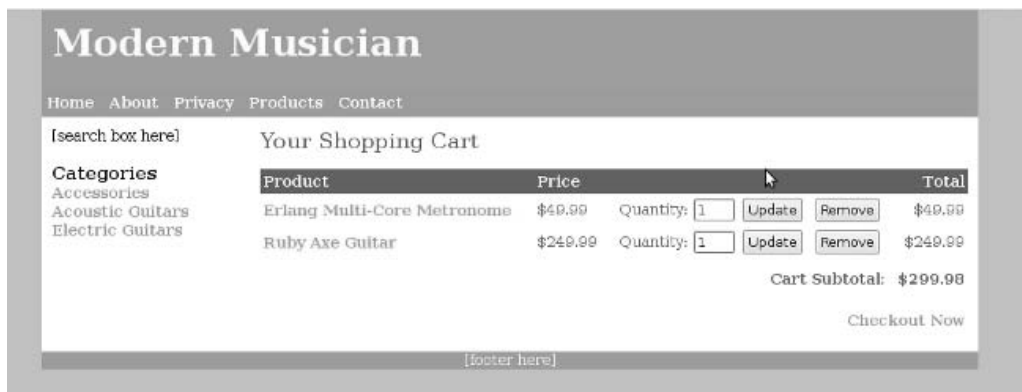 Modern Musician
Home About Privacy Products Contact
[search box here]
Categories
Accessories
Acoustic Guitars
Electric Guitars
Your Shopping Cart
Product Price Total
Erlang Multi-Core Metronome $49.99 Quantity: 1 Update Remove $49.99
Ruby Axe Guitar $249.99 Quantity: 1 Update Remove $249.99
Cart Subtotal: $299.98
Checkout Now
[footer here]